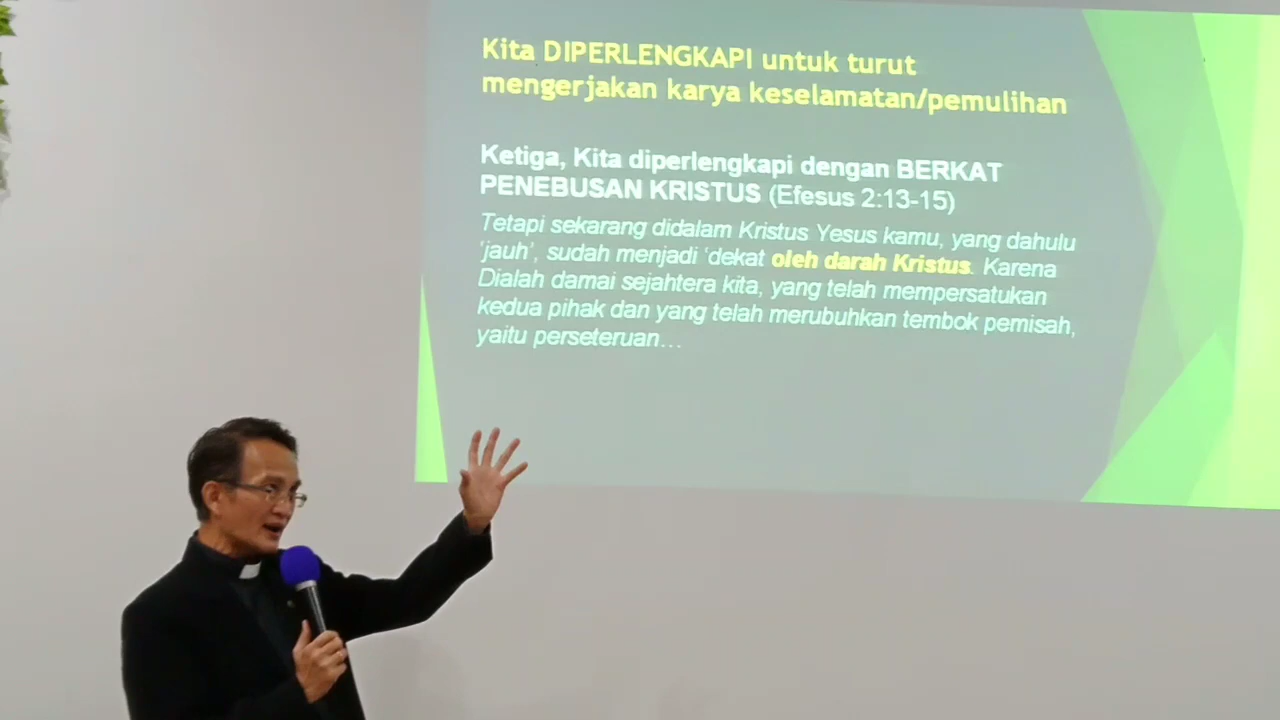 Kita DIPERLENGKAPI untuk turut
mengerjakan karya keselamatan/pemulihan
Ketiga, Kita diperlengkapi dengan BERKAT
PENEBUSAN KRISTUS (Efesus 2:13-15)
Tetapi sekarang didalam Kristus Yesus kamu, yang dahulu
'jauh', sudah menjadi 'dekat oleh darah Kristus. Karena
Dialah damai sejahtera kita, yang telah mempersatukan
kedua pihak dan yang telah merubuhkan tembok pemisah,
yaitu perseteruan…